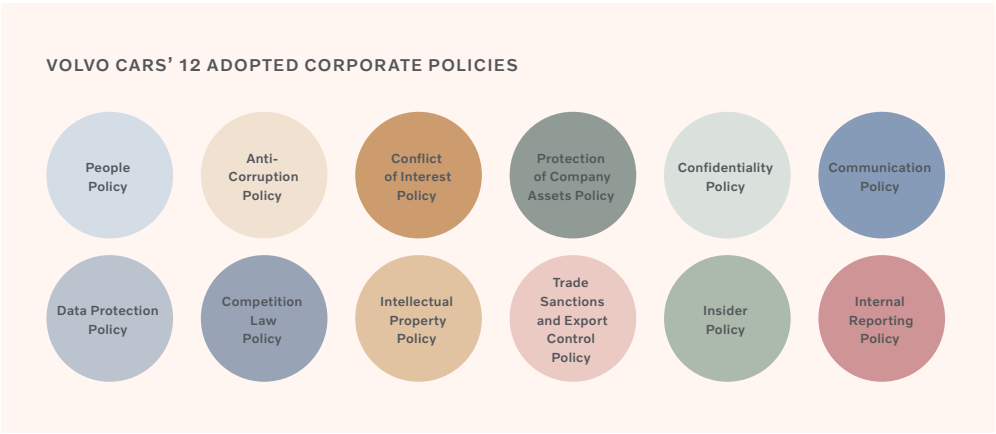 VOLVO CARS’ 12 ADOPTED CORPORATE POLICIES
People
Policy
Anti-
Corruption
Policy
Conflict
of Interest
Policy
Protection
of Company
Assets Policy
Confidentiality
Policy
Communication
Policy
Data Protection
Policy
Competition
Law
Policy
Intellectual
Property
Policy
Trade
Sanctions
and Export
Control
Policy
Insider
Policy
Internal
Reporting
Policy